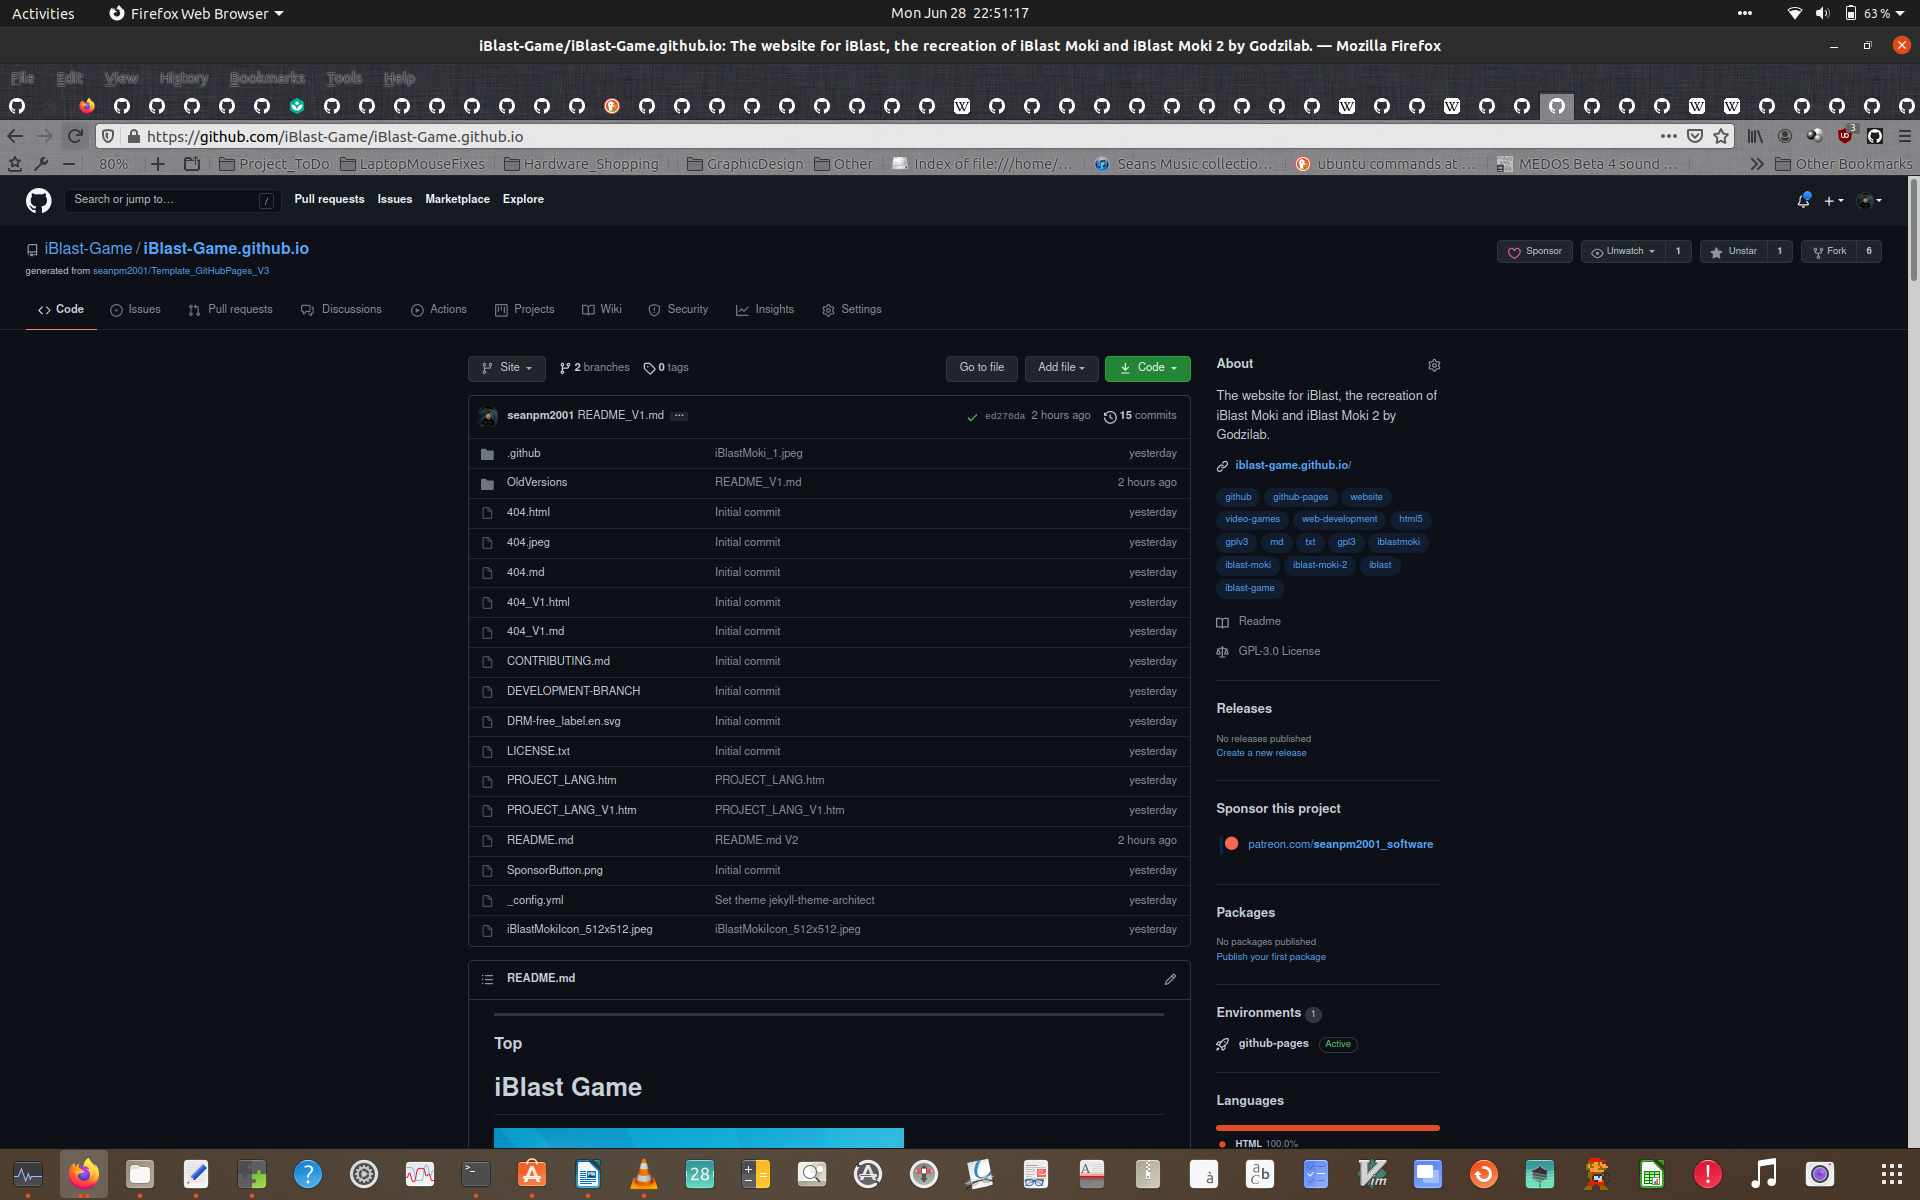 Activities
Firefox Web Browser
Mon Jun 28 22:51:17
63 %
iBlast-Game/iBlast-Game.github.io: The website for iBlast, the recreation of iBlast Moki and iBlast Moki 2 by Godzilab. — Mozilla Firefox
File Edit View History Bookmarks Tools Help
https://github.com/iBlast-Game/iBlast-Game.github.io
3
80%
Project_ToDo
LaptopMouseFixes
Hardware_Shopping
GraphicDesign
Other
Index of file:///home/...
Seans Music collectio...
ubuntu commands at ...
MEDOS Beta 4 sound ...
Other Bookmarks
Search or jump to...
/
Pull requests Issues Marketplace Explore
iBlast-Game / iBlast-Game.github.io
Sponsor
Unwatch 1
Unstar 1
Fork 6
generated from seanpm2001/Template_GitHubPages_V3
Code Issues Pull requests Discussions Actions Projects Wiki Security Insights Settings
Site
2 branches
0 tags
Go to file
Add file
Code
seanpm2001 README_V1.md ...
ed270da 2 hours ago
15 commits
.github iBlastMoki_1.jpeg yesterday
OldVersions README_V1.md 2 hours ago
404.html Initial commit yesterday
404.jpeg Initial commit yesterday
404.md Initial commit yesterday
404_V1.html Initial commit yesterday
404_V1.md Initial commit yesterday
CONTRIBUTING.md Initial commit yesterday
DEVELOPMENT-BRANCH Initial commit yesterday
DRM-free_label.en.svg Initial commit yesterday
LICENSE.txt Initial commit yesterday
PROJECT_LANG.htm PROJECT_LANG.htm yesterday
PROJECT_LANG_V1.htm PROJECT_LANG_V1.htm yesterday
README.md README.md V2 2 hours ago
SponsorButton.png Initial commit yesterday
_config.yml Set theme jekyll-theme-architect yesterday
iBlastMokiIcon_512x512.jpeg iBlastMokiIcon_512x512.jpeg yesterday
README.md
Top
iBlast Game
About
The website for iBlast, the recreation of
iBlast Moki and iBlast Moki 2 by
Godzilab.
iblast-game.github.io/
github github-pages website
video-games web-development html5
gplv3 md txt gpl3 iblastmoki
iblast-moki iblast-moki-2 iblast
iblast-game
Readme
GPL-3.0 License
Releases
No releases published
Create a new release
Sponsor this project
patreon.com/seanpm2001_software
Packages
No packages published
Publish your first package
Environments 1
github-pages Active
Languages
HTML 100.0%
28